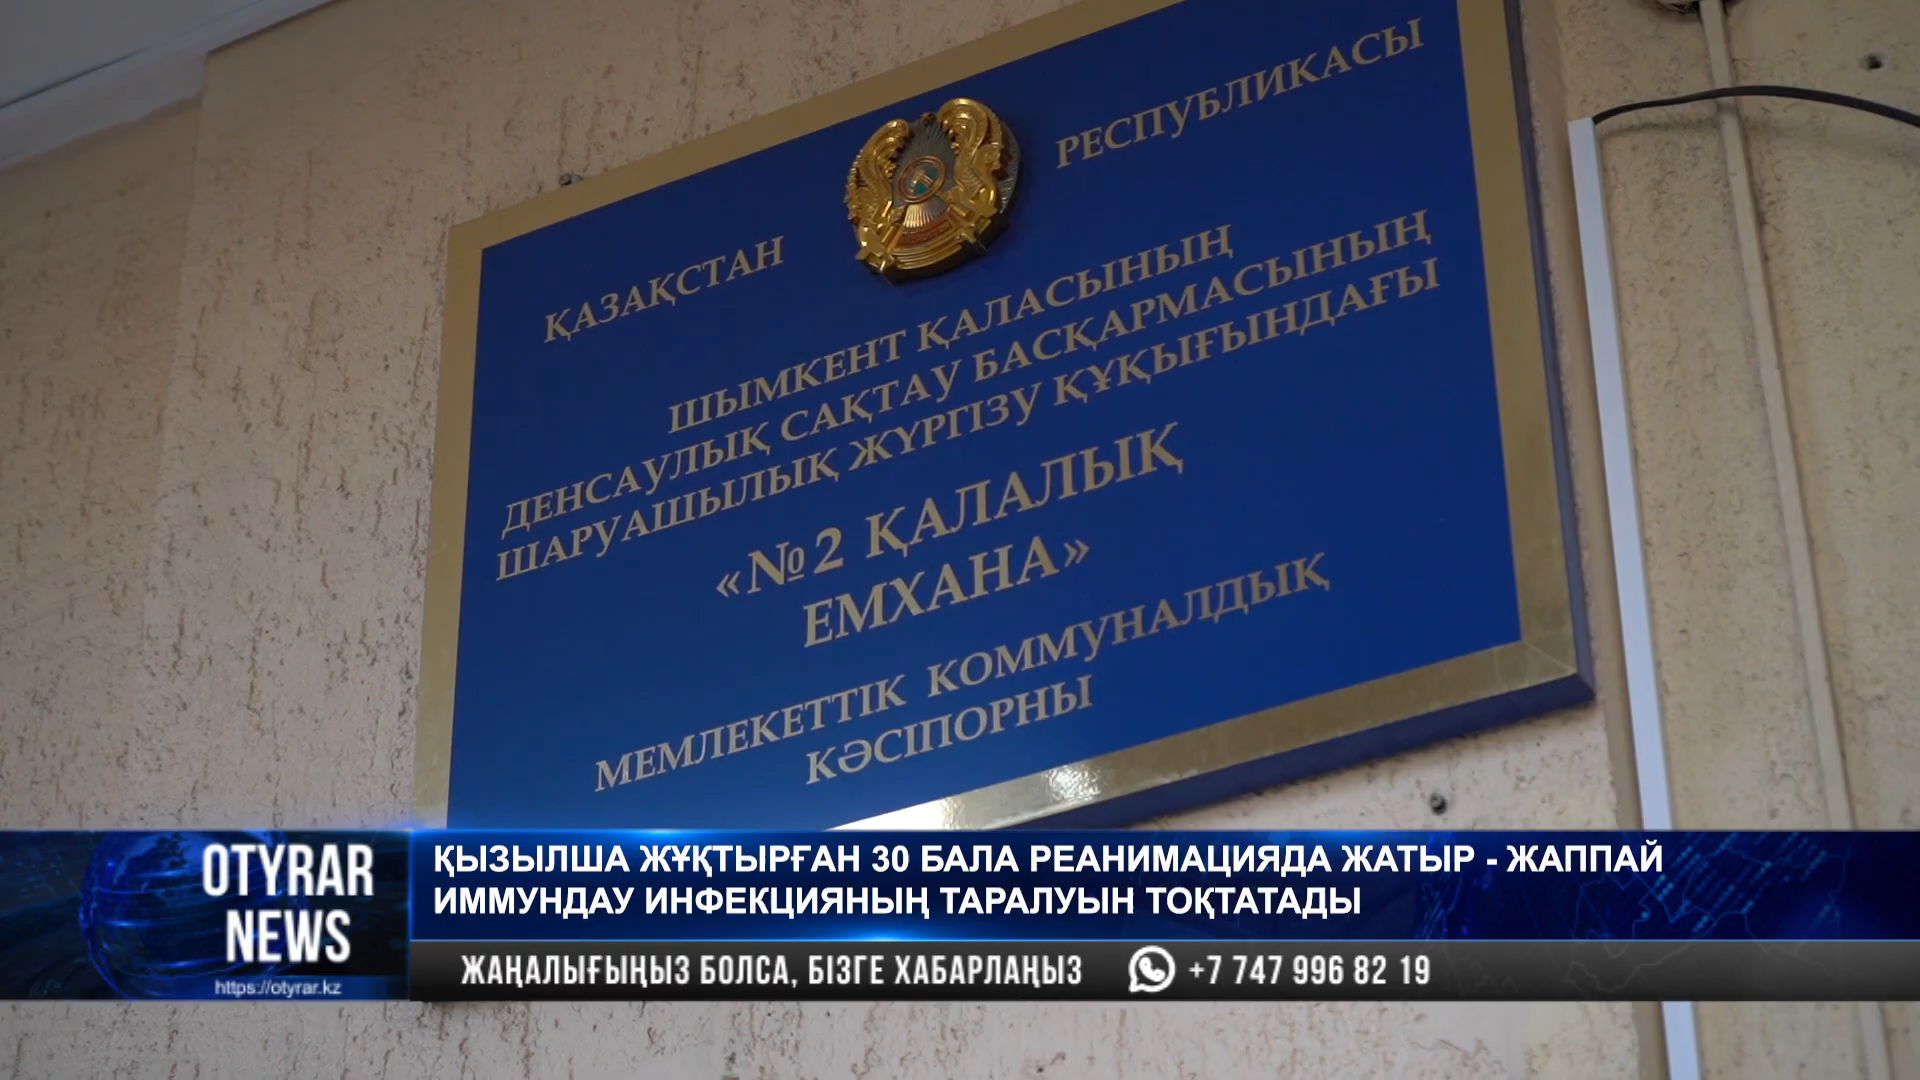 ҚАЗАҚСТАН РЕСПУБЛИКАСЫ
ШЫМКЕНТ ҚАЛАСЫНЫҢ
ДЕНСАУЛЫҚ САҚТАУ БАСҚАРМАСЫНЫҢ
ШАРУАШЫЛЫҚ ЖҮРГІЗУ ҚҰҚЫҒЫНДАҒЫ
«№2 ҚАЛАЛЫҚ
ЕМХАНА»
МЕМЛЕКЕТТІК КОММУНАЛДЫҚ
КӘСІПОРНЫ
OTYRAR
NEWS
https://otyrar.kz
ҚЫЗЫЛША ЖҰҚТЫРҒАН 30 БАЛА РЕАНИМАЦИЯДА ЖАТЫР - ЖАППАЙ
ИММУНДАУ ИНФЕКЦИЯНЫҢ ТАРАЛУЫН ТОҚТАТАДЫ
ЖАҢАЛЫҒЫҢЫЗ БОЛСА, БІЗГЕ ХАБАРЛАҢЫЗ +7 747 996 82 19